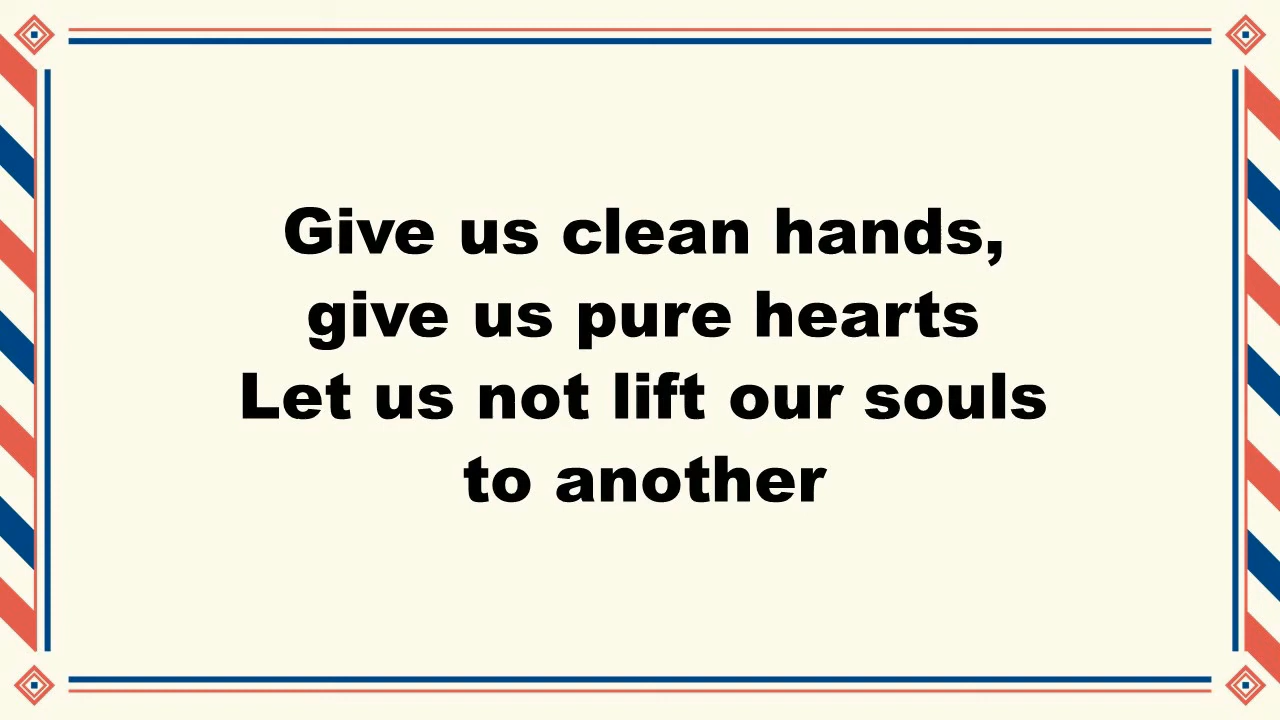 Give us clean hands,
give us pure hearts
Let us not lift our souls
to another